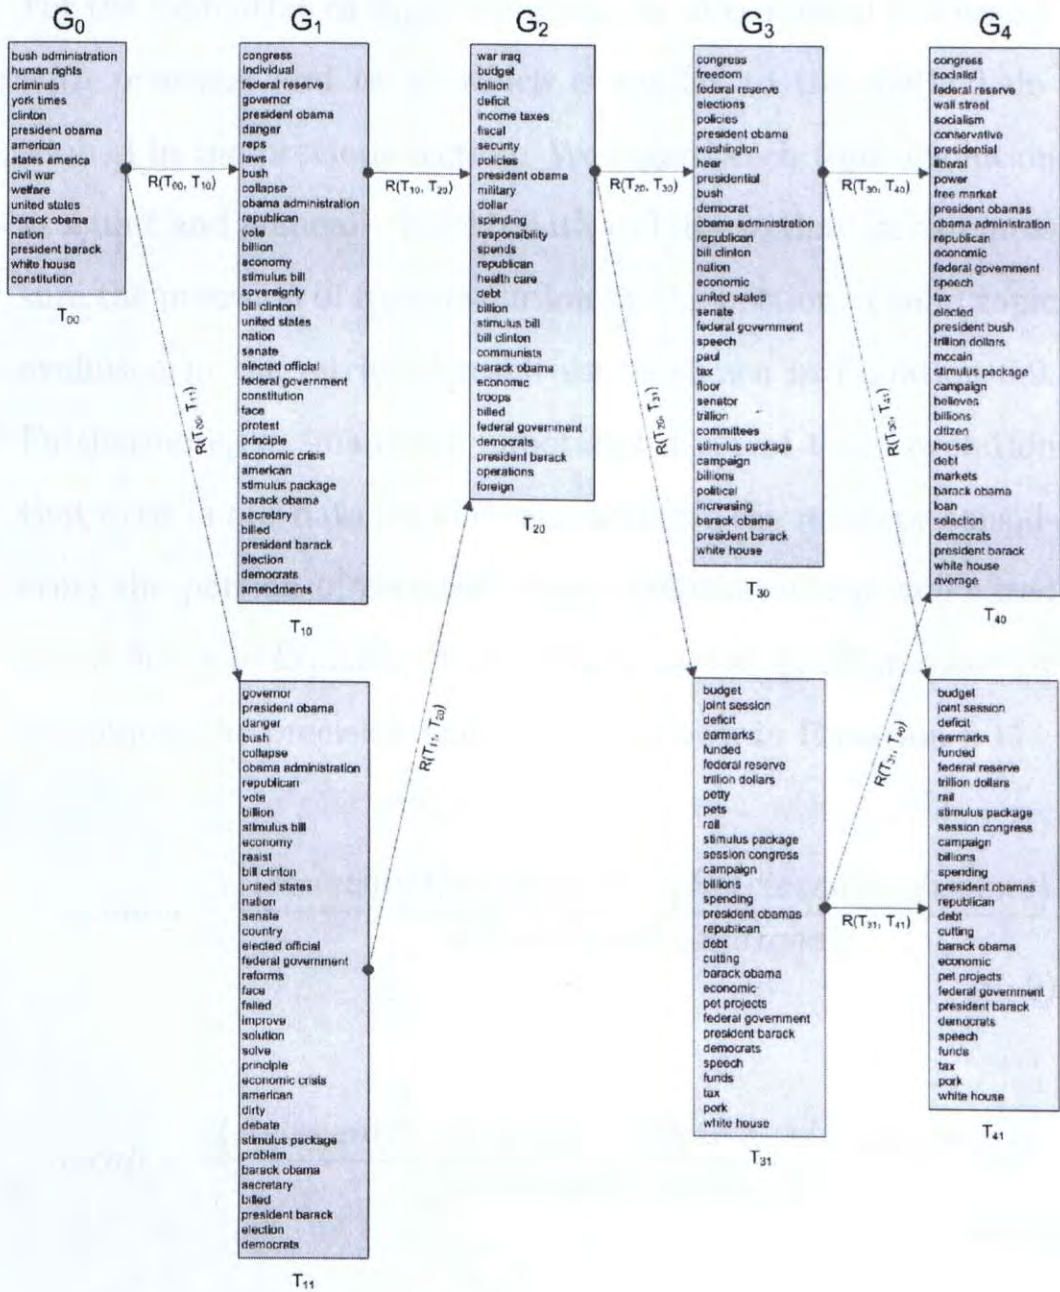 G0
bush administration
human rights
criminals
york times
clinton
president obama
american
states america
civil war
welfare
united states
barack obama
nation
president barack
white house
constitution
T00
R(T00, T10)
R(T00, T11)
G1
congress
individual
federal reserve
governor
president obama
danger
reps
laws
bush
collapse
obama administration
republican
vote
billion
economy
stimulus bill
sovereignty
bill clinton
united states
nation
senate
elected official
federal government
constitution
face
protest
principle
economic crisis
american
stimulus package
barack obama
secretary
billed
president barack
election
democrats
amendments
T10
governor
president obama
danger
bush
collapse
obama administration
republican
vote
billion
stimulus bill
economy
resist
bill clinton
united states
nation
senate
country
elected official
federal government
reforms
face
failed
improve
solution
solve
principle
economic crisis
american
dirty
debate
stimulus package
problem
barack obama
secretary
billed
president barack
election
democrats
T11
R(T10, T20)
R(T11, T20)
G2
war iraq
budget
trillion
deficit
income taxes
fiscal
security
policies
president obama
military
dollar
spending
responsibility
spends
republican
health care
debt
billion
stimulus bill
bill clinton
communists
barack obama
economic
troops
billed
federal government
democrats
president barack
operations
foreign
T20
R(T20, T30)
R(T20, T31)
G3
congress
freedom
federal reserve
elections
policies
president obama
washington
hear
presidential
bush
democrat
obama administration
republican
bill clinton
nation
economic
united states
senate
federal government
speech
paul
tax
floor
senator
trillion
committees
stimulus package
campaign
billions
political
increasing
barack obama
president barack
white house
T30
budget
joint session
deficit
earmarks
funded
federal reserve
trillion dollars
petty
pets
rail
stimulus package
session congress
campaign
billions
spending
president obamas
republican
debt
cutting
barack obama
economic
pet projects
federal government
president barack
democrats
speech
funds
tax
pork
white house
T31
R(T30, T40)
R(T30, T41)
R(T31, T40)
R(T31, T41)
G4
congress
socialist
federal reserve
wall street
socialism
conservative
presidential
liberal
power
free market
president obamas
obama administration
republican
economic
federal government
speech
tax
elected
president bush
trillion dollars
mccain
stimulus package
campaign
believes
billions
citizen
houses
debt
markets
barack obama
loan
selection
democrats
president barack
white house
average
T40
budget
joint session
deficit
earmark
funded
federal reserve
trillion dollars
rail
stimulus package
session congress
campaign
billions
spending
president obamas
republican
debt
cutting
barack obama
economic
pet projects
federal government
president barack
democrats
speech
funds
tax
pork
white house
T41